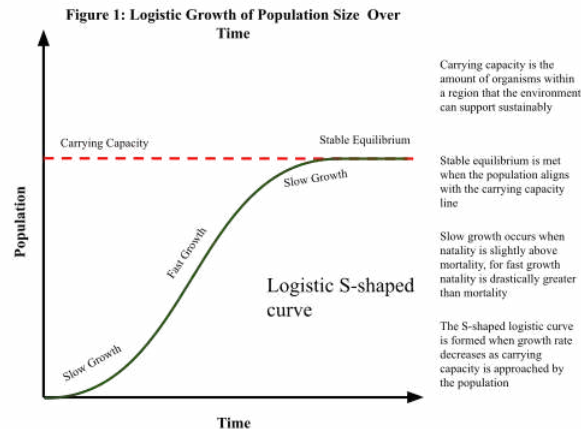 Figure 1: Logistic Growth of Population Size Over
Time
Carrying capacity is the
amount of organisms within
a region that the environment
can support sustainably
Carrying Capacity
Stable Equilibrium
Slow Growth
Stable equilibrium is met
when the population aligns
with the carrying capacity
line
Population
Fast Growth
Slow growth occurs when
natality is slightly above
mortality, for fast growth
natality is drastically greater
than mortality
Logistic S-shaped
curve
Slow Growth
The S-shaped logistic curve
is formed when growth rate
decreases as carrying
capacity is approached by
the population
Time